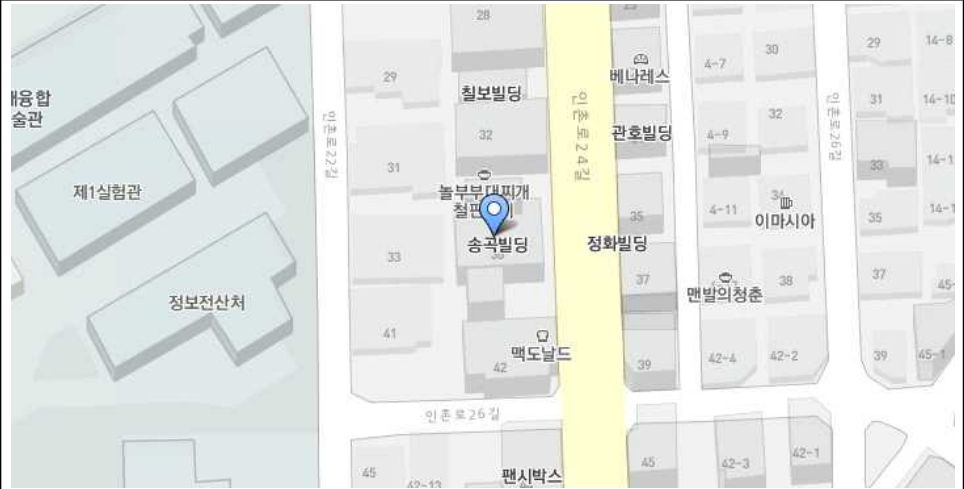 28
29
칠보빌딩
베나레스
4-7
30
29
14-8
술관
제1실험관
인촌로22길
인촌로24길
인촌로26길
32
관호빌딩
4-9
32
31
31
33
놀부부대찌개
송곡빌딩
33
35
정화빌딩
4-11
34
이마시아
35
37
정보전산처
37
맨발의청춘
38
41
맥도날드
42
39
42-4
42-2
39
45-1
인촌로26길
45
42-13
팬시박스
45
42-3
42-1